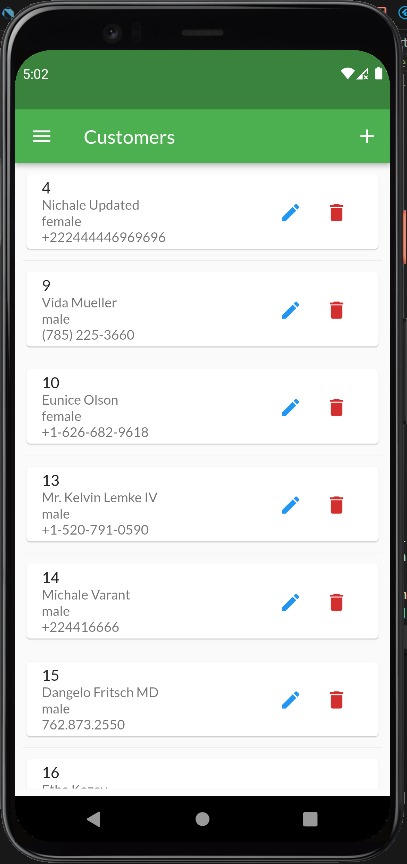 5:02
Customers
4
Nichale Updated
female
+222444446969696
9
Vida Mueller
male
(785) 225-3660
10
Eunice Olson
female
+1-626-682-9618
13
Mr. Kelvin Lemke IV
male
+1-520-791-0590
14
Michale Varant
male
+224416666
15
Dangelo Fritsch MD
male
762.873.2550
16